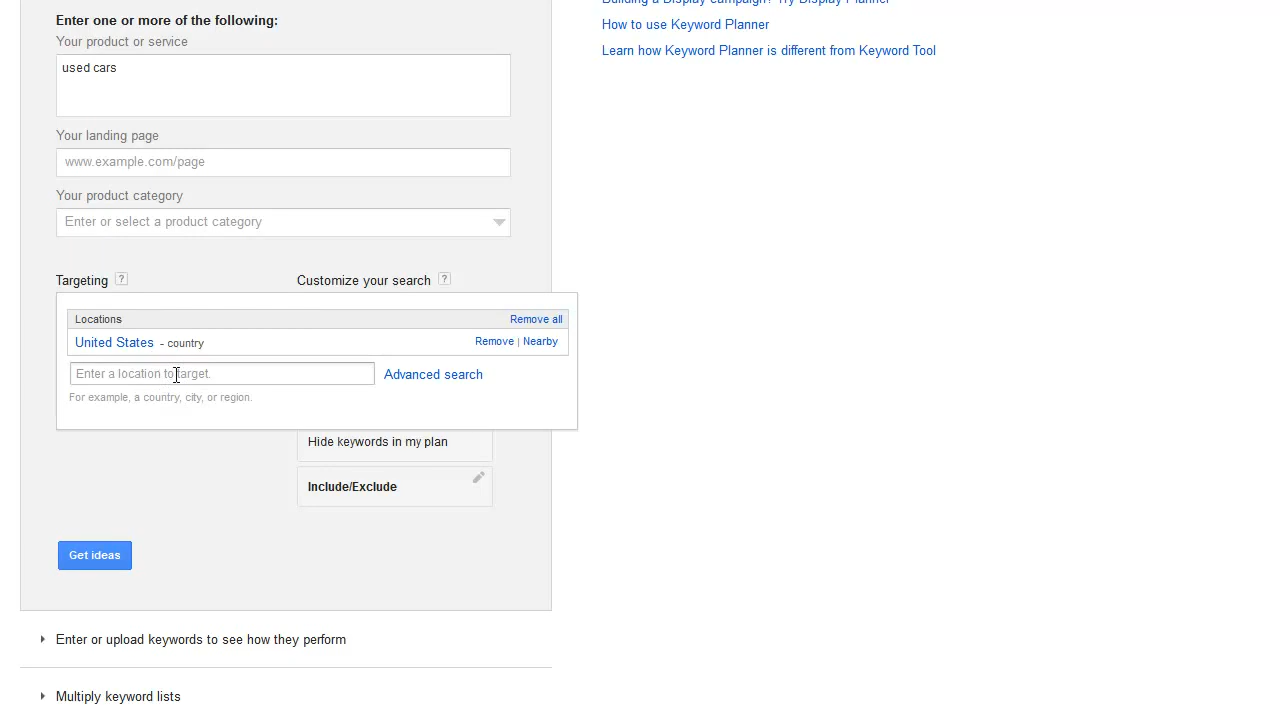 Building a Display campaign? Try Display Planner
Enter one or more of the following:
How to use Keyword Planner
Your product or service
Learn how Keyword Planner is different from Keyword Tool
used cars
Your landing page
www.example.com/page
Your product category
Enter or select a product category
Targeting ?
Customize your search ?
Locations Remove all
United States - country Remove | Nearby
Enter a location to target. Advanced search
For example, a country, city, or region.
Hide keywords in my plan
Include/Exclude
Get ideas
Enter or upload keywords to see how they perform
Multiply keyword lists